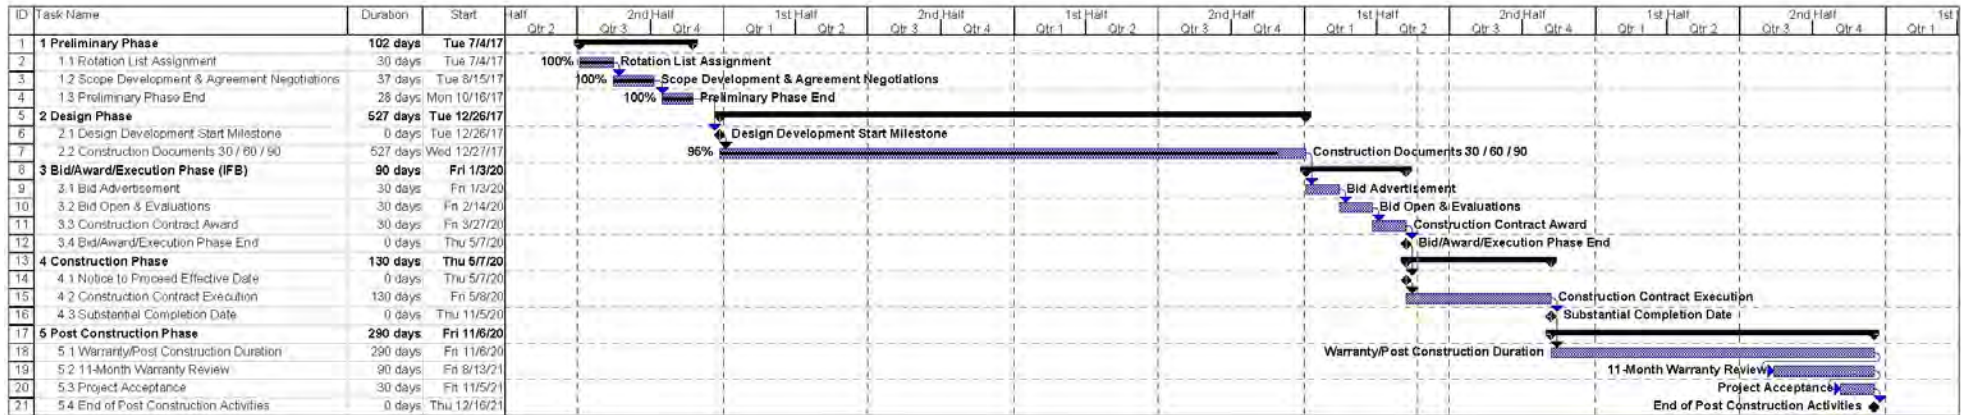 ID Task Name Duration Start Half 2nd Half 1st Half 2nd Half 1st Half 2nd Half 1st Half 2nd Half 1st Half 2nd Half 1st
Qtr 2 Qtr 3 Qtr 4 Qtr 1 Qtr 2 Qtr 3 Qtr 4 Qtr 1 Qtr 2 Qtr 3 Qtr 4 Qtr 1 Qtr 2 Qtr 3 Qtr 4 Qtr 1 Qtr 2 Qtr 3 Qtr 4 Qtr 1
1 1 Preliminary Phase 102 days Tue 7/4/17
2 1.1 Rotation List Assignment 30 days Tue 7/4/17 100% Rotation List Assignment
3 1.2 Scope Development & Agreement Negotiations 37 days Tue 8/15/17 100% Scope Development & Agreement Negotiations
4 1.3 Preliminary Phase End 28 days Mon 10/16/17 100% Preliminary Phase End
5 2 Design Phase 527 days Tue 12/26/17
6 2.1 Design Development Start Milestone 0 days Tue 12/26/17 Design Development Start Milestone
7 2.2 Construction Documents 30 / 60 / 90 527 days Wed 12/27/17 96% Construction Documents 30 / 60 / 90
8 3 Bid/Award/Execution Phase (IFB) 90 days Fri 1/3/20
9 3.1 Bid Advertisement 30 days Fri 1/3/20 Bid Advertisement
10 3.2 Bid Open & Evaluations 30 days Fri 2/14/20 Bid Open & Evaluations
11 3.3 Construction Contract Award 30 days Fri 3/27/20 Construction Contract Award
12 3.4 Bid/Award/Execution Phase End 0 days Thu 5/7/20 Bid/Award/Execution Phase End
13 4 Construction Phase 130 days Thu 5/7/20
14 4.1 Notice to Proceed Effective Date 0 days Thu 5/7/20
15 4.2 Construction Contract Execution 130 days Fri 5/8/20 Construction Contract Execution
16 4.3 Substantial Completion Date 0 days Thu 11/5/20 Substantial Completion Date
17 5 Post Construction Phase 290 days Fri 11/6/20
18 5.1 Warranty/Post Construction Duration 290 days Fri 11/6/20 Warranty/Post Construction Duration
19 5.2 11-Month Warranty Review 90 days Fri 8/13/21 11-Month Warranty Review
20 5.3 Project Acceptance 30 days Fri 11/5/21 Project Acceptance
21 5.4 End of Post Construction Activities 0 days Thu 12/16/21 End of Post Construction Activities